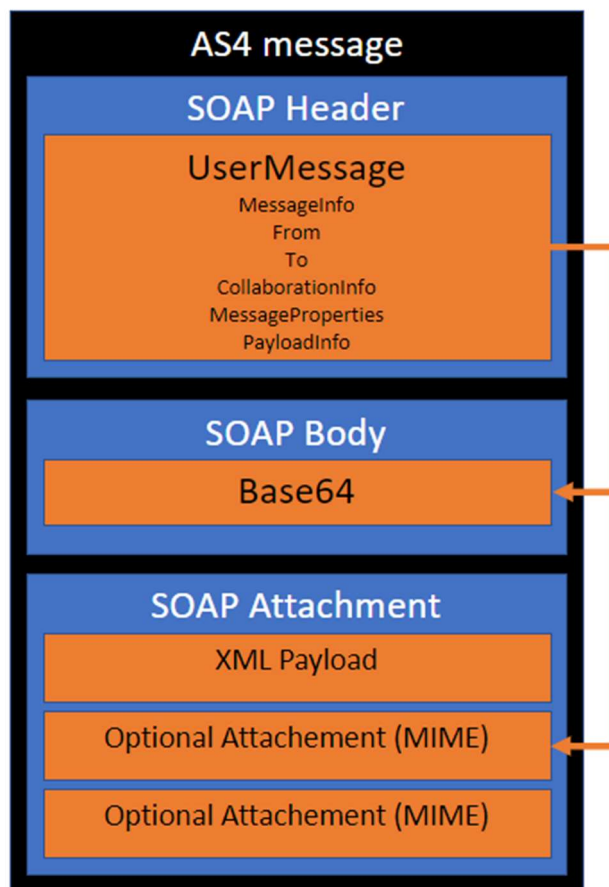 AS4 message
SOAP Header
UserMessage
MessageInfo
From
To
CollaborationInfo
MessageProperties
PayloadInfo
SOAP Body
Base64
SOAP Attachment
XML Payload
Optional Attachement (MIME)
Optional Attachement (MIME)